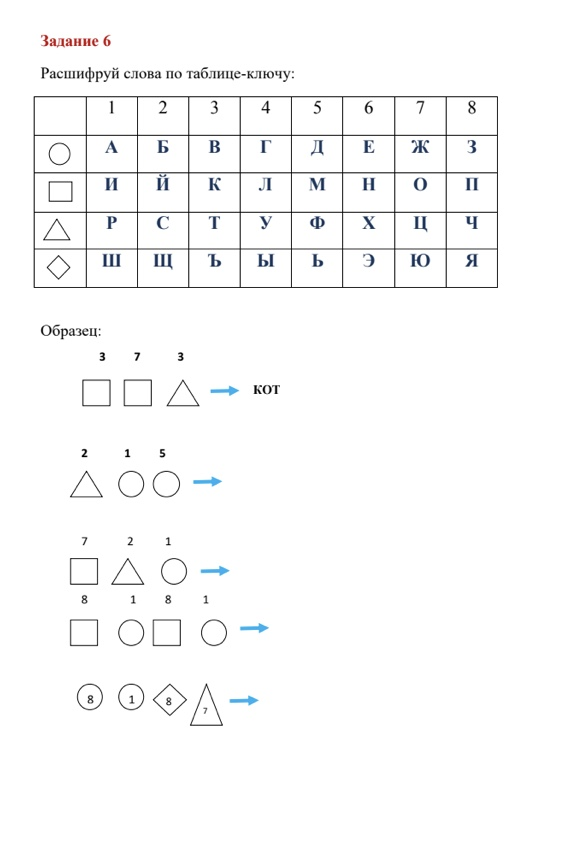 Задание 6
Расшифруй слова по таблице-ключу:
1 2 3 4 5 6 7 8
А Б В Г Д Е Ж З
И Й К Л М Н О П
Р С Т У Ф Х Ц Ч
Ш Щ Ъ Ы Ь Э Ю Я
Образец:
3 7 3
КОТ
2 1 5
7 2 1
8 1 8 1
8 1 8 7